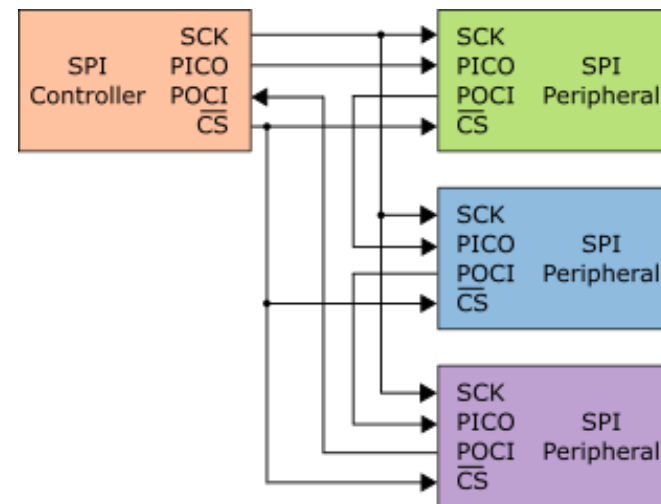 SPI
Controller
SCK
PICO
POCI
CS
SCK
PICO
POCI
CS
SPI
Peripheral
SCK
PICO
POCI
CS
SPI
Peripheral
SCK
PICO
POCI
CS
SPI
Peripheral